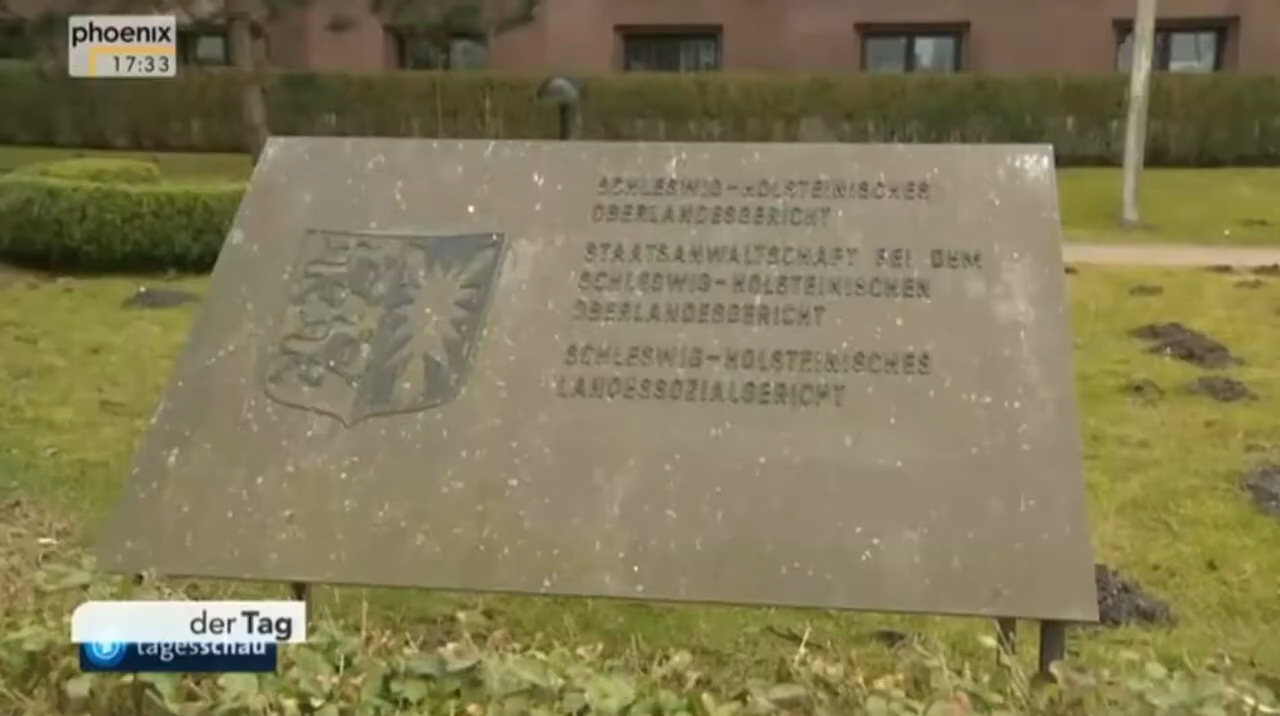 phoenix
17:33
SCHLESWIG-HOLSTEINISCHES
OBERLANDESGERICHT
STAATSANWALTSCHAFT BEI DEM
SCHLESWIG-HOLSTEINISCHEN
OBERLANDESGERICHT
SCHLESWIG-HOLSTEINISCHES
LANDESSOZIALGERICHT
der Tag
tagesschau